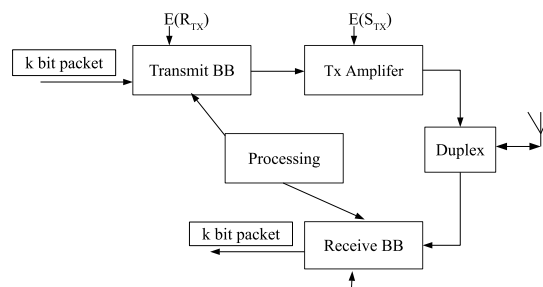 E(R_TX)
E(S_TX)
k bit packet
Transmit BB
Tx Amplifer
Duplex
Processing
k bit packet
Receive BB